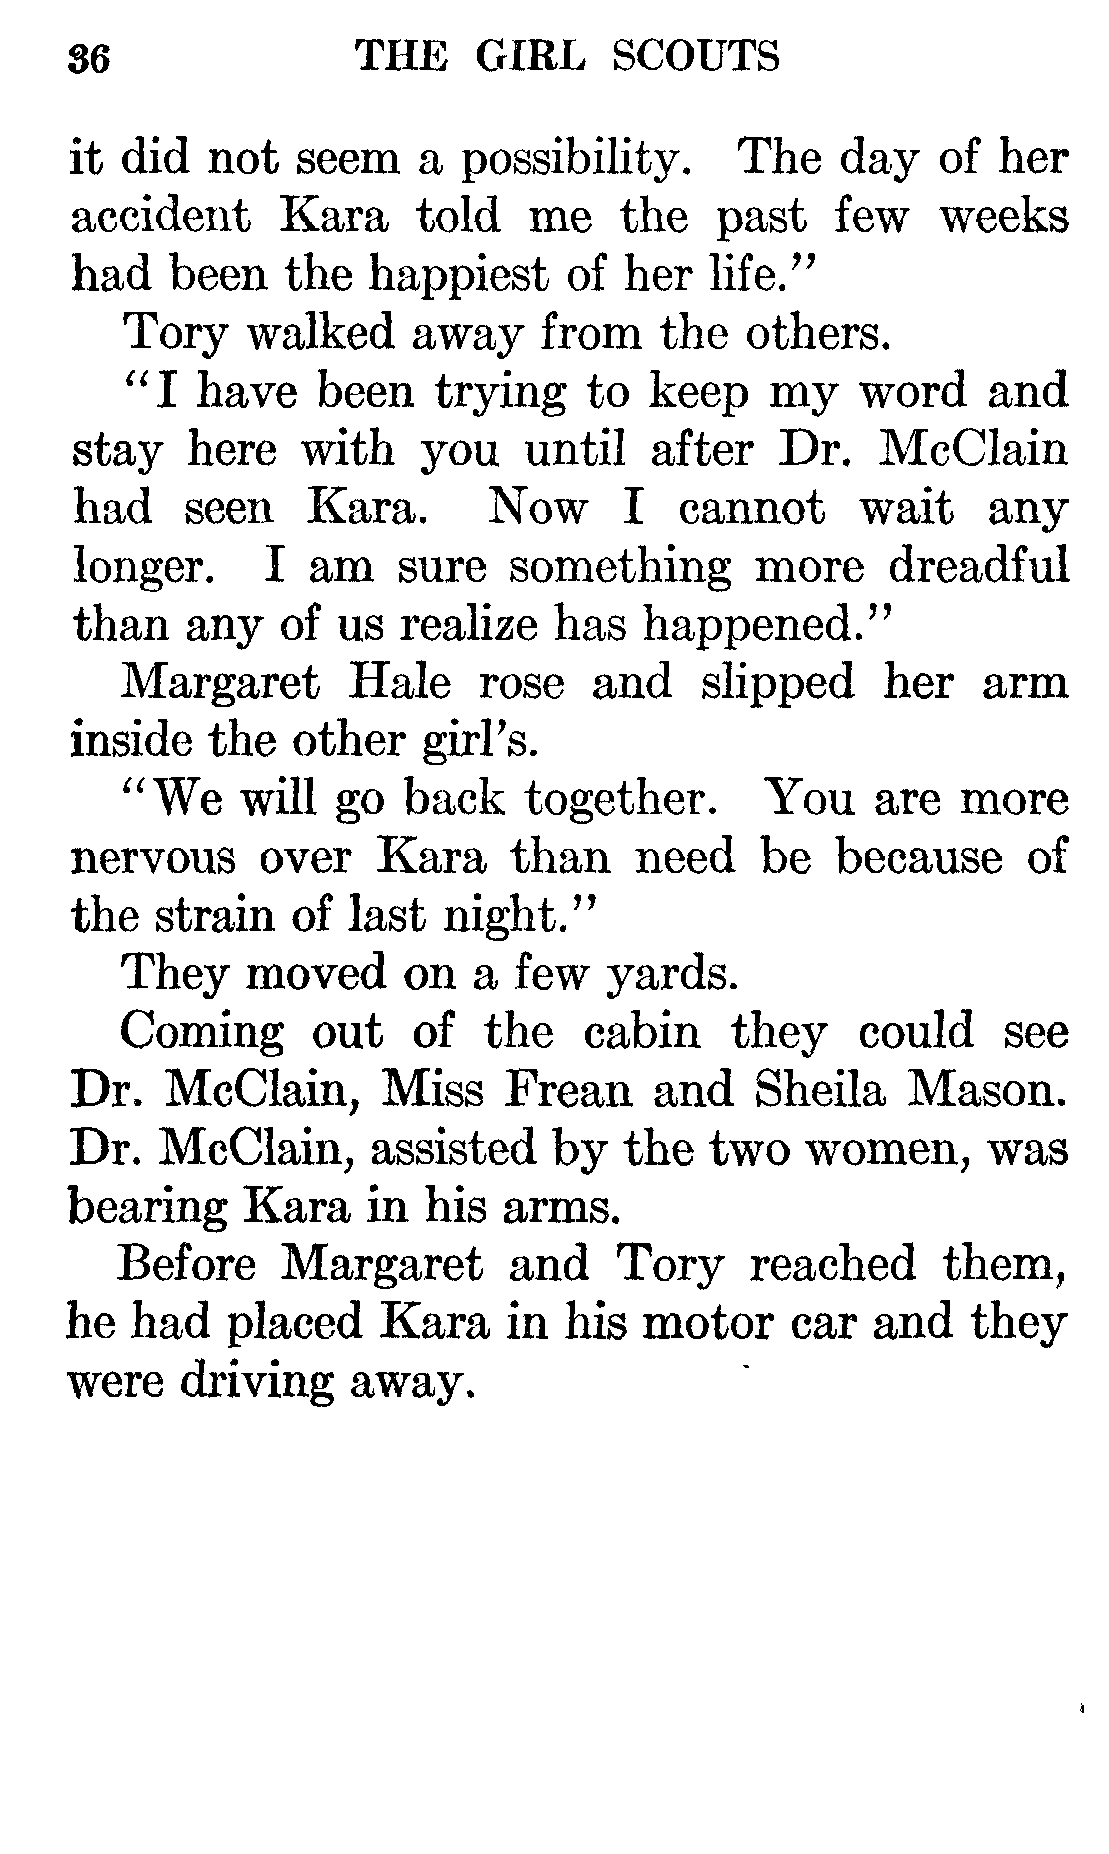 36 THE GIRL SCOUTS
it did not seem a possibility. The day of her
accident Kara told me the past few weeks
had been the happiest of her life.”
Tory walked away from the others.
“I have been trying to keep my word and
stay here with you until after Dr. McClain
had seen Kara. Now I cannot wait any
longer. I am sure something more dreadful
than any of us realize has happened.”
Margaret Hale rose and slipped her arm
inside the other girl’s.
“We will go back together. You are more
nervous over Kara than need be because of
the strain of last night.”
They moved on a few yards.
Coming out of the cabin they could see
Dr. McClain, Miss Frean and Sheila Mason.
Dr. McClain, assisted by the two women, was
bearing Kara in his arms.
Before Margaret and Tory reached them,
he had placed Kara in his motor car and they
were driving away.